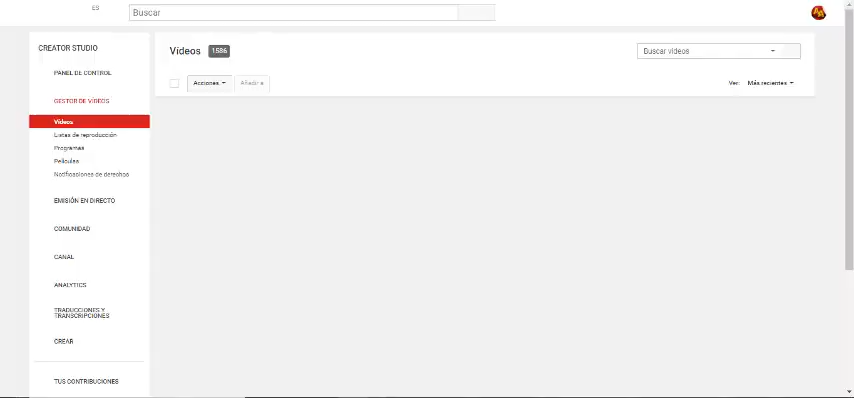 ES
Buscar
CREATOR STUDIO
PANEL DE CONTROL
GESTOR DE VÍDEOS
Vídeos
Listas de reproducción
Programas
Películas
Notificaciones de derechos
EMISIÓN EN DIRECTO
COMUNIDAD
CANAL
ANALYTICS
TRADUCCIONES Y
TRANSCRIPCIONES
CREAR
TUS CONTRIBUCIONES
Vídeos 1586
Buscar vídeos
Acciones Añadir a
Ver: Más recientes